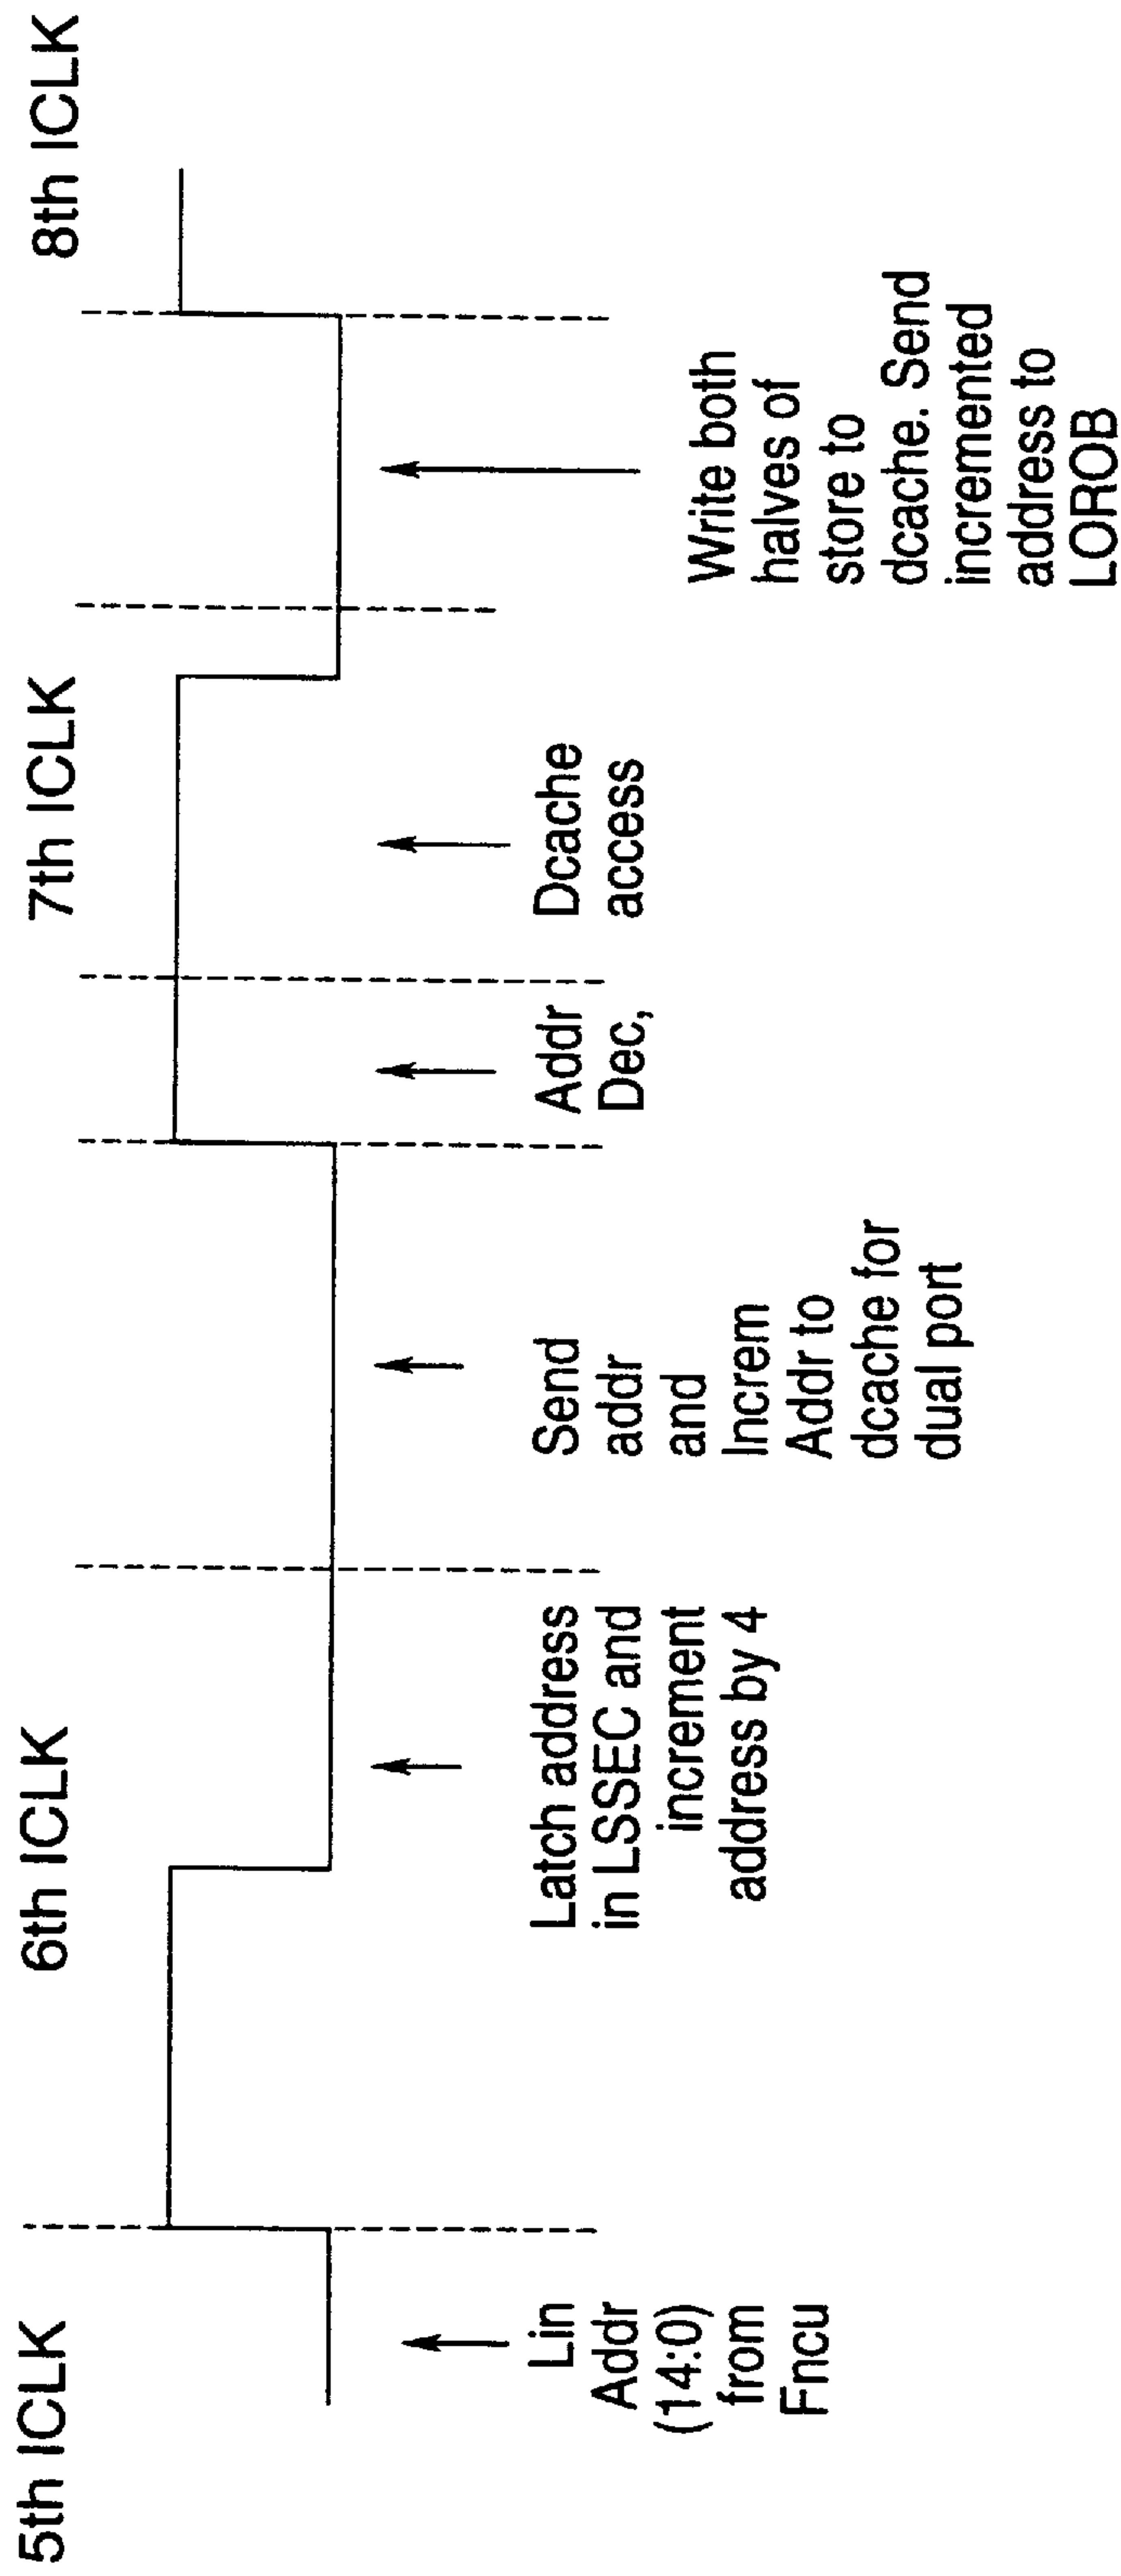 5th ICLK
6th ICLK
7th ICLK
8th ICLK
Lin
Addr
(14:0)
from
Fncu
Latch address
in LSSEC and
increment
address by 4
Send
addr
and
Increm
Addr to
dcache for
dual port
Addr
Dec,
Dcache
access
Write both
halves of
store to
dcache. Send
incremented
address to
LOROB